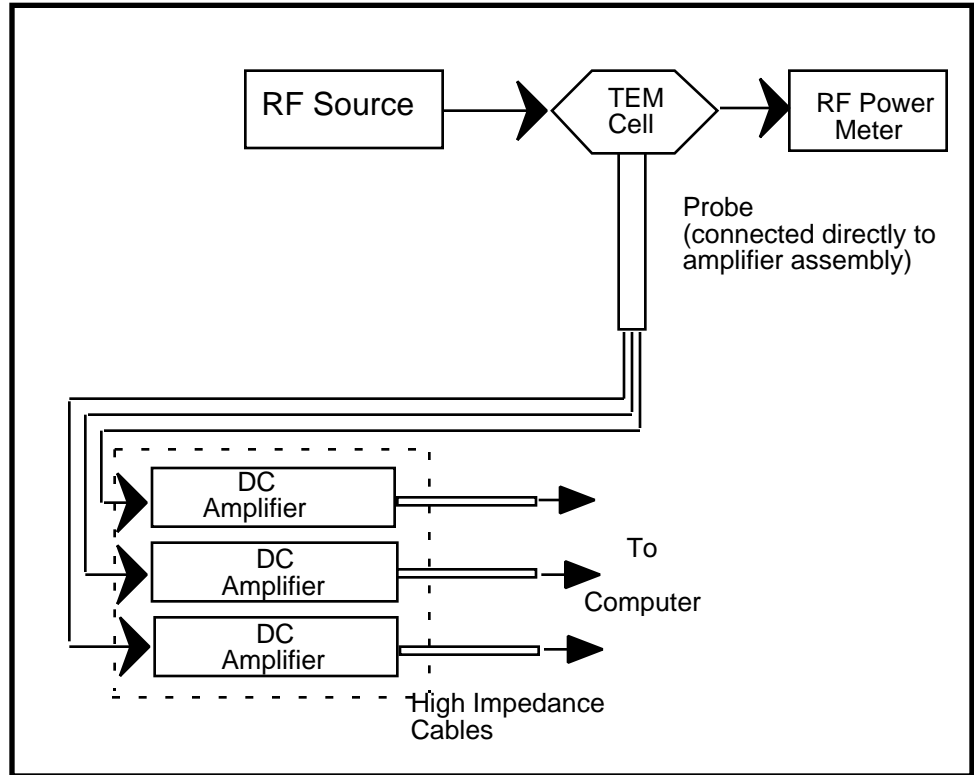 RF Source
TEM
Cell
RF Power
Meter
Probe
(connected directly to
amplifier assembly)
DC
Amplifier
DC
Amplifier
DC
Amplifier
To
Computer
High Impedance
Cables